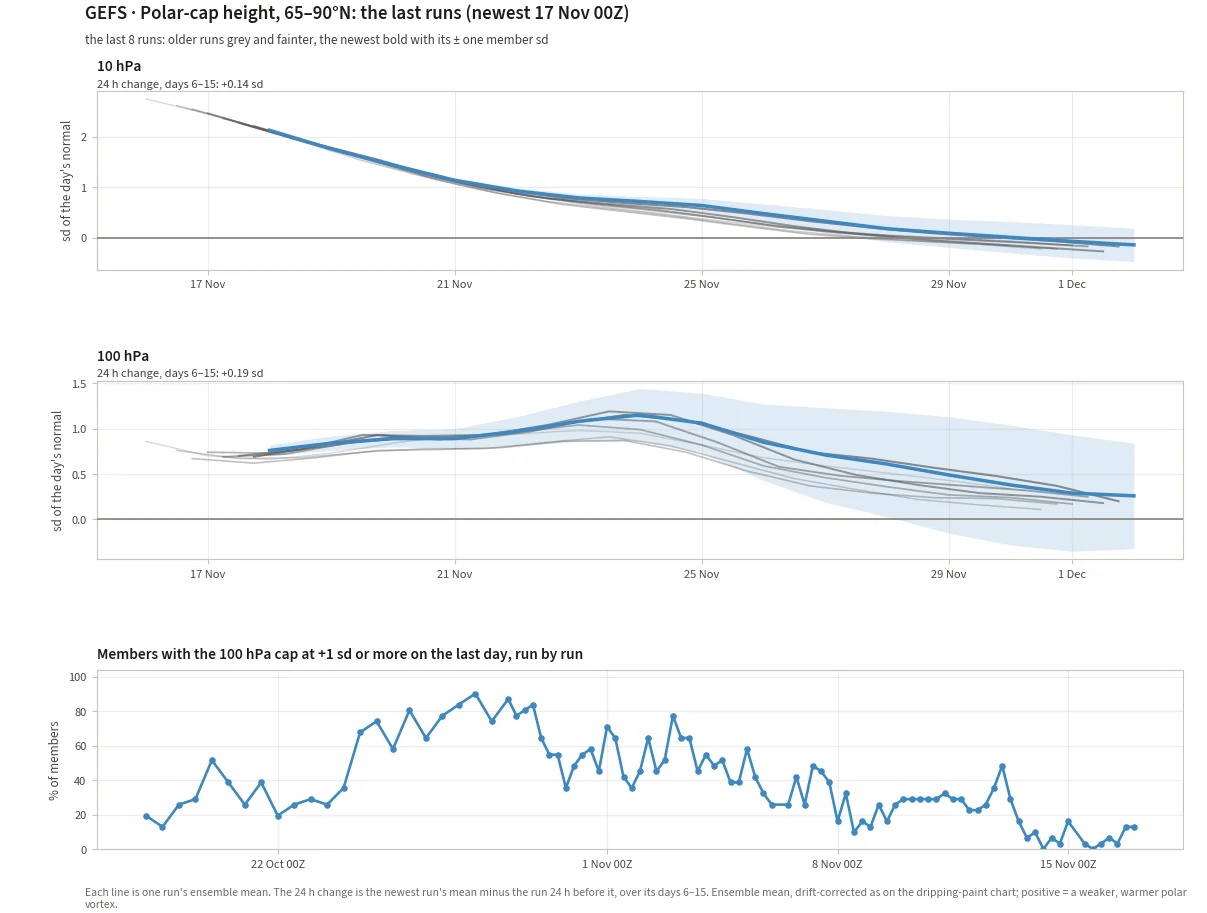 GEFS · Polar-cap height, 65–90°N: the last runs (newest 17 Nov 00Z)
the last 8 runs: older runs grey and fainter, the newest bold with its ± one member sd
10 hPa
24 h change, days 6–15: +0.14 sd
sd of the day's normal
2
1
0
17 Nov
21 Nov
25 Nov
29 Nov
1 Dec
100 hPa
24 h change, days 6–15: +0.19 sd
sd of the day's normal
1.5
1.0
0.5
0.0
17 Nov
21 Nov
25 Nov
29 Nov
1 Dec
Members with the 100 hPa cap at +1 sd or more on the last day, run by run
% of members
100
80
60
40
20
0
22 Oct 00Z
1 Nov 00Z
8 Nov 00Z
15 Nov 00Z
Each line is one run's ensemble mean. The 24 h change is the newest run's mean minus the run 24 h before it, over its days 6–15. Ensemble mean, drift-corrected as on the dripping-paint chart; positive = a weaker, warmer polar
vortex.